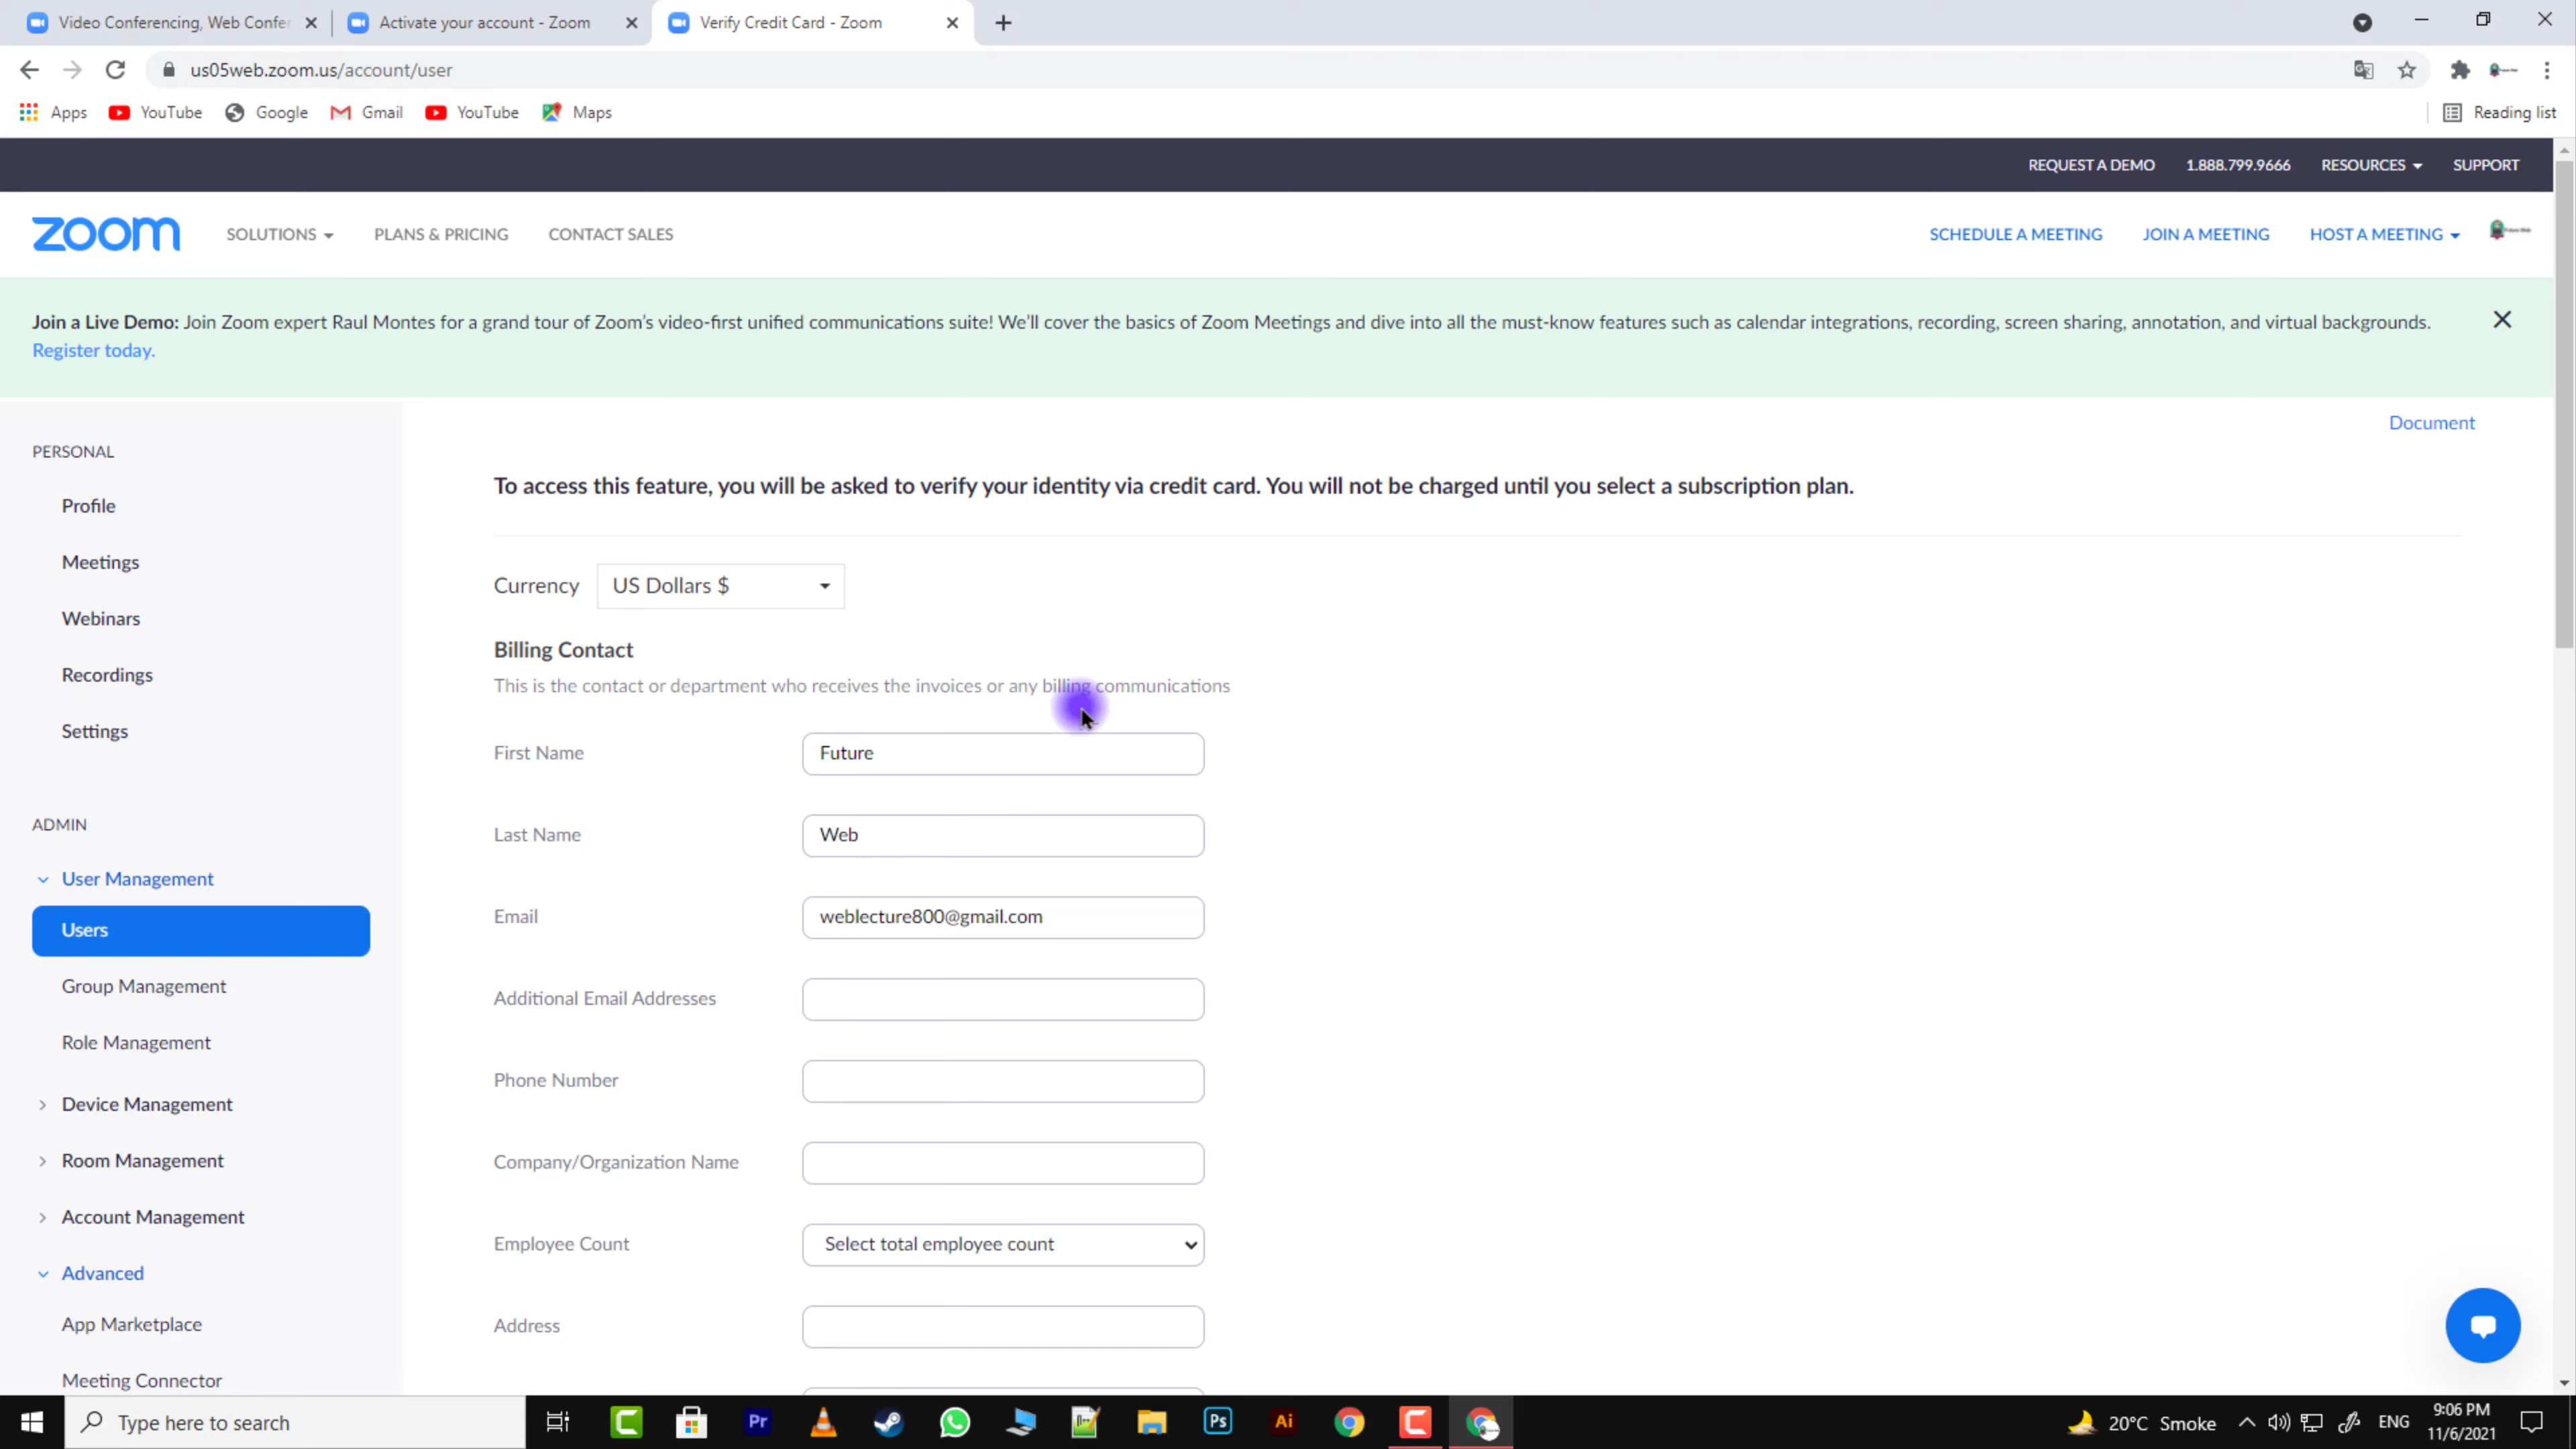 Video Conferencing, Web Confer
Activate your account - Zoom
Verify Credit Card - Zoom
us05web.zoom.us/account/user
Apps
YouTube
Google
Gmail
YouTube
Maps
Reading list
REQUEST A DEMO
1.888.799.9666
RESOURCES
SUPPORT
zoom
SOLUTIONS
PLANS & PRICING
CONTACT SALES
SCHEDULE A MEETING
JOIN A MEETING
HOST A MEETING
Join a Live Demo: Join Zoom expert Raul Montes for a grand tour of Zoom's video-first unified communications suite! We'll cover the basics of Zoom Meetings and dive into all the must-know features such as calendar integrations, recording, screen sharing, annotation, and virtual backgrounds.
Register today.
Document
PERSONAL
Profile
Meetings
Webinars
Recordings
Settings
ADMIN
User Management
Users
Group Management
Role Management
Device Management
Room Management
Account Management
Advanced
App Marketplace
Meeting Connector
To access this feature, you will be asked to verify your identity via credit card. You will not be charged until you select a subscription plan.
Currency
US Dollars $
Billing Contact
This is the contact or department who receives the invoices or any billing communications
First Name
Future
Last Name
Web
Email
weblecture800@gmail.com
Additional Email Addresses
Phone Number
Company/Organization Name
Employee Count
Select total employee count
Address
Type here to search
Pr
Ps
Ai
20°C Smoke
ENG
9:06 PM
11/6/2021